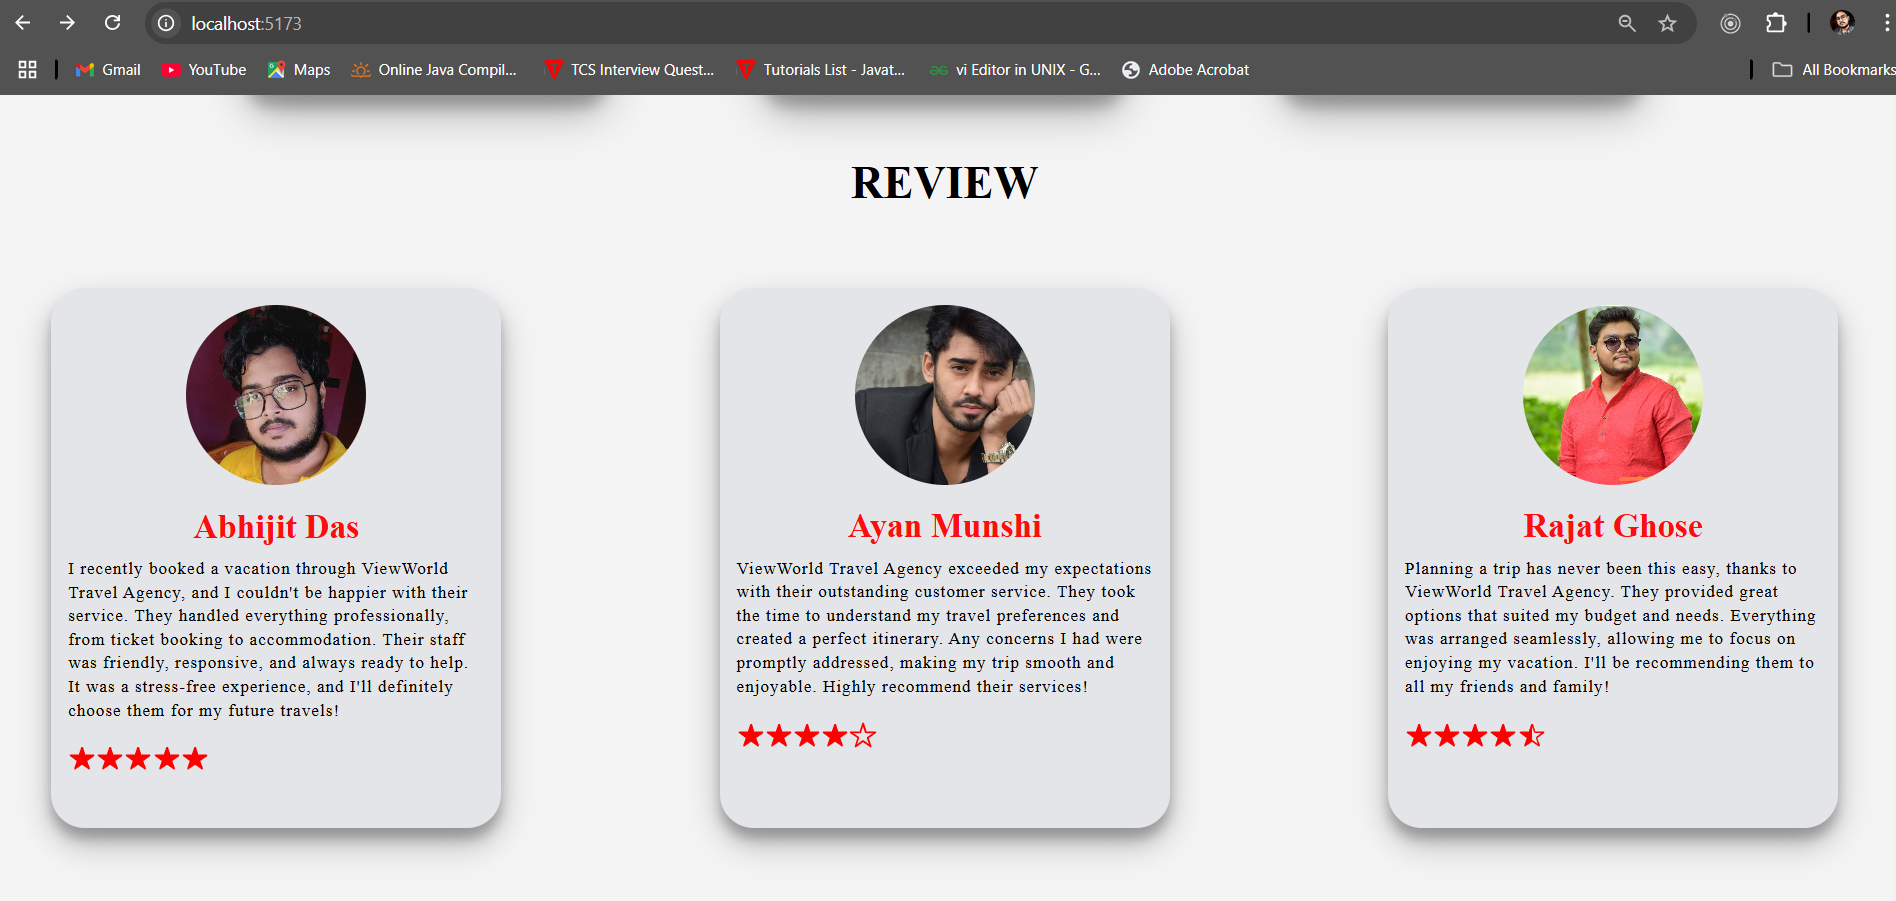 localhost:5173
Gmail
YouTube
Maps
Online Java Compil...
TCS Interview Quest...
Tutorials List - Javat...
vi Editor in UNIX - G...
Adobe Acrobat
All Bookmarks
REVIEW
Abhijit Das
I recently booked a vacation through ViewWorld
Travel Agency, and I couldn't be happier with their
service. They handled everything professionally,
from ticket booking to accommodation. Their staff
was friendly, responsive, and always ready to help.
It was a stress-free experience, and I'll definitely
choose them for my future travels!
Ayan Munshi
ViewWorld Travel Agency exceeded my expectations
with their outstanding customer service. They took
the time to understand my travel preferences and
created a perfect itinerary. Any concerns I had were
promptly addressed, making my trip smooth and
enjoyable. Highly recommend their services!
Rajat Ghose
Planning a trip has never been this easy, thanks to
ViewWorld Travel Agency. They provided great
options that suited my budget and needs. Everything
was arranged seamlessly, allowing me to focus on
enjoying my vacation. I'll be recommending them to
all my friends and family!